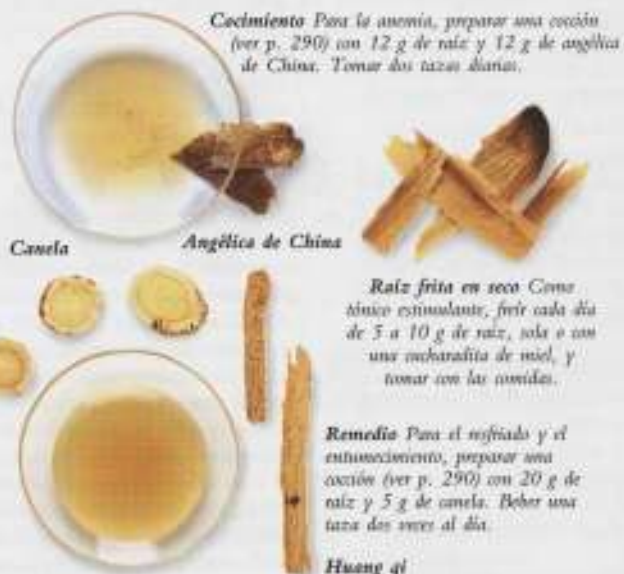 Cocimiento Para la anemia, preparar una cocción
(ver p. 290) con 12 g de raíz y 12 g de angélica
de China. Tomar dos tazas diarias.
Canela
Angélica de China
Raíz frita en seco Como
tónico estimulante, freír cada día
de 5 a 10 g de raíz, sola o con
una cucharadita de miel, y
tomar con las comidas.
Remedio Para el resfriado y el
entumecimiento, preparar una
cocción (ver p. 290) con 20 g de
raíz y 5 g de canela. Beber una
taza dos veces al día.
Huang qi